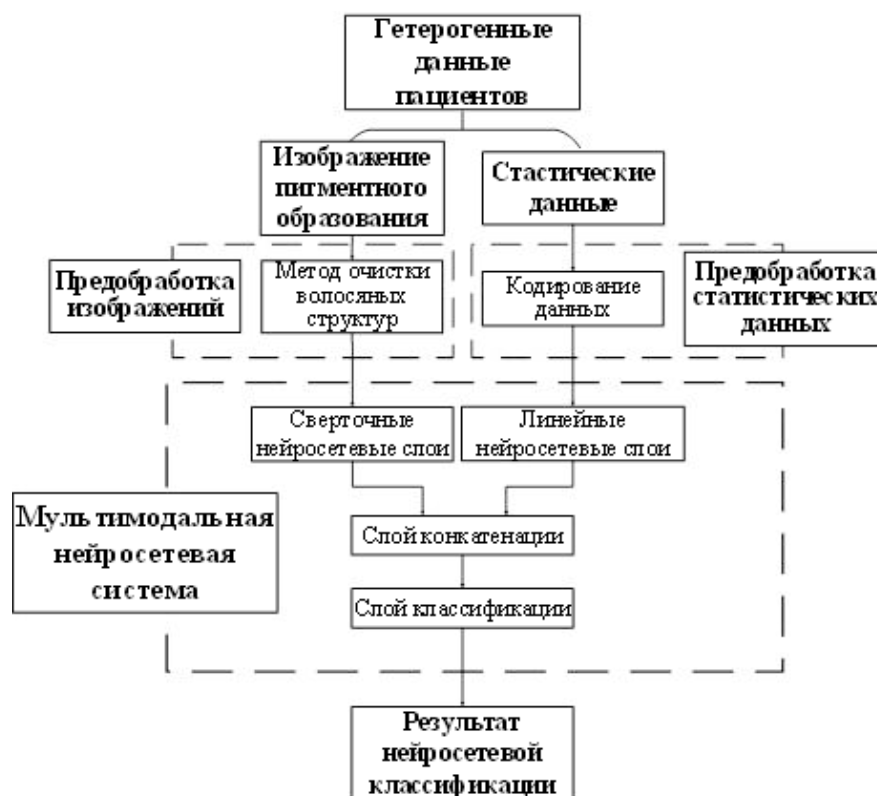 Гетерогенные
данные
пациентов
Изображение
пигментного
образования
Стастические
данные
Предобработка
изображений
Метод очистки
волосяных
структур
Кодирование
данных
Предобработка
статистических
данных
Сверточные
нейросетевые слои
Линейные
нейросетевые слои
Мультимодальная
нейросетевая
система
Слой конкатенации
Слой классификации
Результат
нейросетевой
классификации